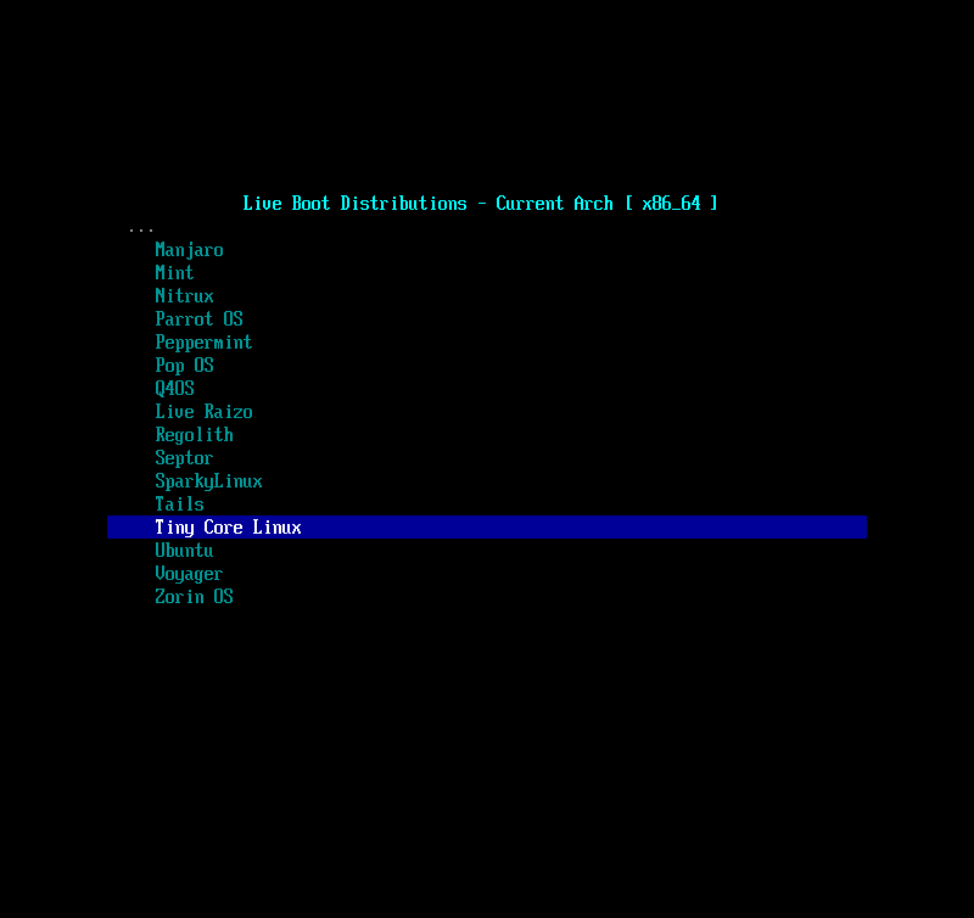 Live Boot Distributions - Current Arch [ x86_64 ]
...
Manjaro
Mint
Nitrux
Parrot OS
Peppermint
Pop OS
Q4OS
Live Raizo
Regolith
Septor
SparkyLinux
Tails
Tiny Core Linux
Ubuntu
Voyager
Zorin OS